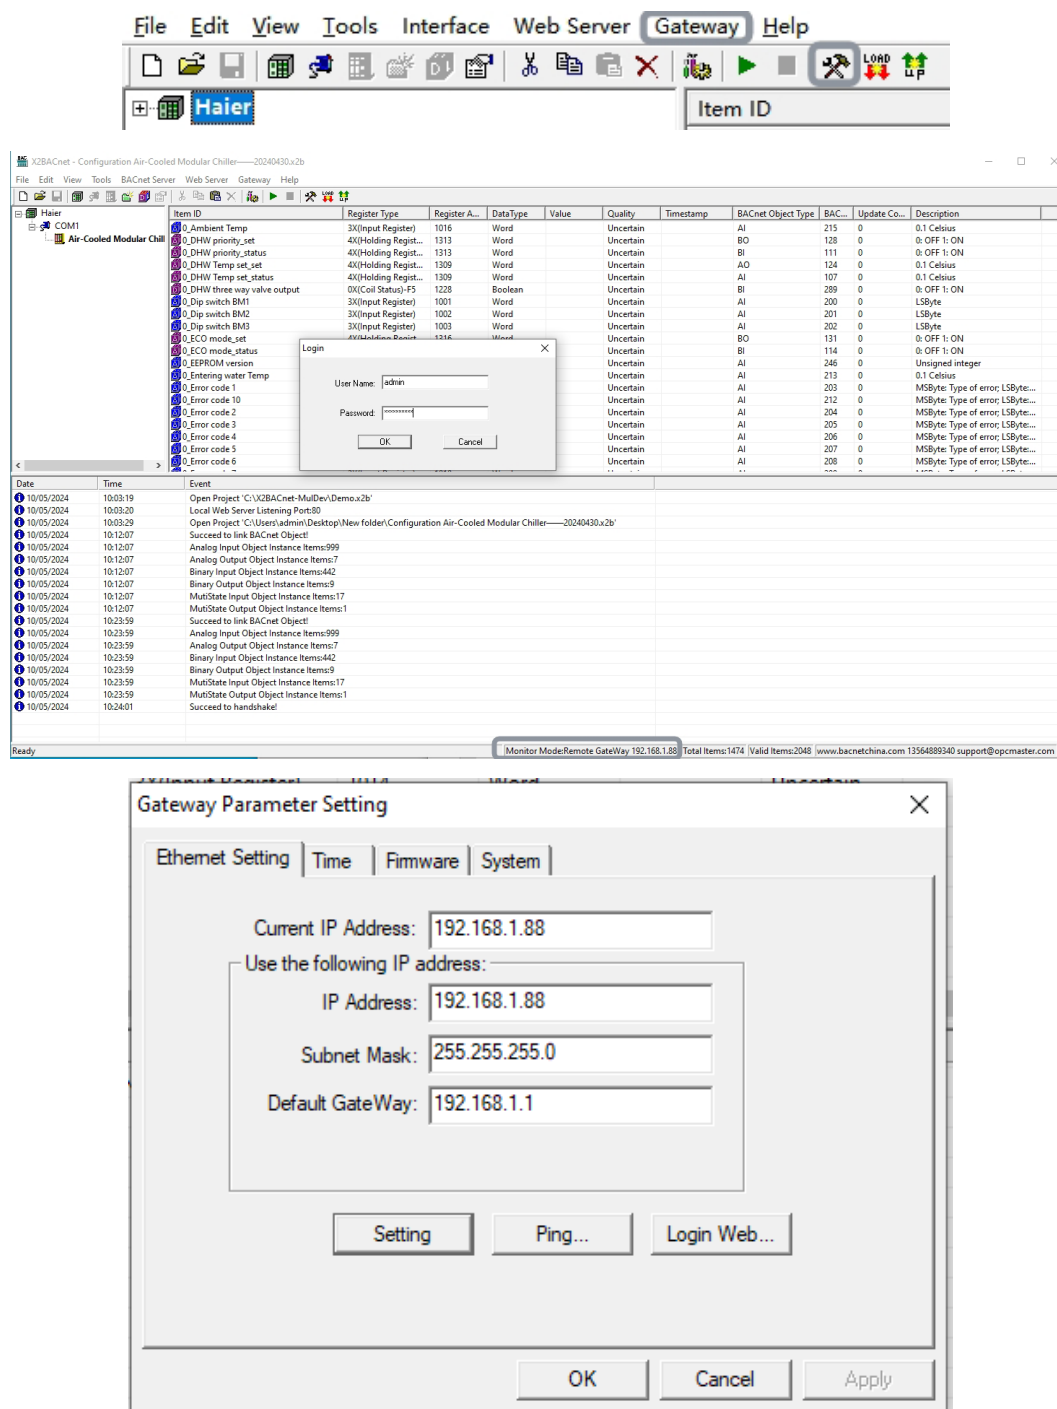 File Edit View Tools Interface Web Server Gateway Help
LOAD UP
Haier Item ID
X2BACnet - Configuration Air-Cooled Modular Chiller——20240430.x2b
File Edit View Tools BACnet Server Web Server Gateway Help
Haier
COM1
Air-Cooled Modular Chill
Item ID Register Type Register A... DataType Value Quality Timestamp BACnet Object Type BAC... Update Co... Description
0_Ambient Temp 3X(Input Register) 1016 Word Uncertain AI 215 0 0.1 Celsius
0_DHW priority_set 4X(Holding Regist... 1313 Word Uncertain BO 128 0 0: OFF 1: ON
0_DHW priority_status 4X(Holding Regist... 1313 Word Uncertain BI 111 0 0: OFF 1: ON
0_DHW Temp set_set 4X(Holding Regist... 1309 Word Uncertain AO 124 0 0.1 Celsius
0_DHW Temp set_status 4X(Holding Regist... 1309 Word Uncertain AI 107 0 0.1 Celsius
0_DHW three way valve output 0X(Coil Status)-F5 1228 Boolean Uncertain BI 289 0 0: OFF 1: ON
0_Dip switch BM1 3X(Input Register) 1001 Word Uncertain AI 200 0 LSByte
0_Dip switch BM2 3X(Input Register) 1002 Word Uncertain AI 201 0 LSByte
0_Dip switch BM3 3X(Input Register) 1003 Word Uncertain AI 202 0 LSByte
0_ECO mode_set 4X(Holding Regist... 1316 Word Uncertain BO 131 0 0: OFF 1: ON
0_ECO mode_status Uncertain BI 114 0 0: OFF 1: ON
0_EEPROM version Uncertain AI 246 0 Unsigned integer
0_Entering water Temp Uncertain AI 213 0 0.1 Celsius
0_Error code 1 Uncertain AI 203 0 MSByte: Type of error; LSByte:...
0_Error code 10 Uncertain AI 212 0 MSByte: Type of error; LSByte:...
0_Error code 2 Uncertain AI 204 0 MSByte: Type of error; LSByte:...
0_Error code 3 Uncertain AI 205 0 MSByte: Type of error; LSByte:...
0_Error code 4 Uncertain AI 206 0 MSByte: Type of error; LSByte:...
0_Error code 5 Uncertain AI 207 0 MSByte: Type of error; LSByte:...
0_Error code 6 Uncertain AI 208 0 MSByte: Type of error; LSByte:...
Login
User Name: admin
Password: *********
OK Cancel
Date Time Event
10/05/2024 10:03:19 Open Project 'C:\X2BACnet-MulDev\Demo.x2b'
10/05/2024 10:03:20 Local Web Server Listening Port:80
10/05/2024 10:03:29 Open Project 'C:\Users\admin\Desktop\New folder\Configuration Air-Cooled Modular Chiller——20240430.x2b'
10/05/2024 10:12:07 Succeed to link BACnet Object!
10/05/2024 10:12:07 Analog Input Object Instance Items:999
10/05/2024 10:12:07 Analog Output Object Instance Items:7
10/05/2024 10:12:07 Binary Input Object Instance Items:442
10/05/2024 10:12:07 Binary Output Object Instance Items:9
10/05/2024 10:12:07 MutiState Input Object Instance Items:17
10/05/2024 10:12:07 MutiState Output Object Instance Items:1
10/05/2024 10:23:59 Succeed to link BACnet Object!
10/05/2024 10:23:59 Analog Input Object Instance Items:999
10/05/2024 10:23:59 Analog Output Object Instance Items:7
10/05/2024 10:23:59 Binary Input Object Instance Items:442
10/05/2024 10:23:59 Binary Output Object Instance Items:9
10/05/2024 10:23:59 MutiState Input Object Instance Items:17
10/05/2024 10:23:59 MutiState Output Object Instance Items:1
10/05/2024 10:24:01 Succeed to handshake!
Ready Monitor Mode:Remote GateWay 192.168.1.88 Total Items:1474 Valid Items:2048 www.bacnetchina.com 13564889340 support@opcmaster.com
Gateway Parameter Setting
Ethernet Setting Time Firmware System
Current IP Address: 192.168.1.88
Use the following IP address:
IP Address: 192.168.1.88
Subnet Mask: 255.255.255.0
Default GateWay: 192.168.1.1
Setting Ping... Login Web...
OK Cancel Apply